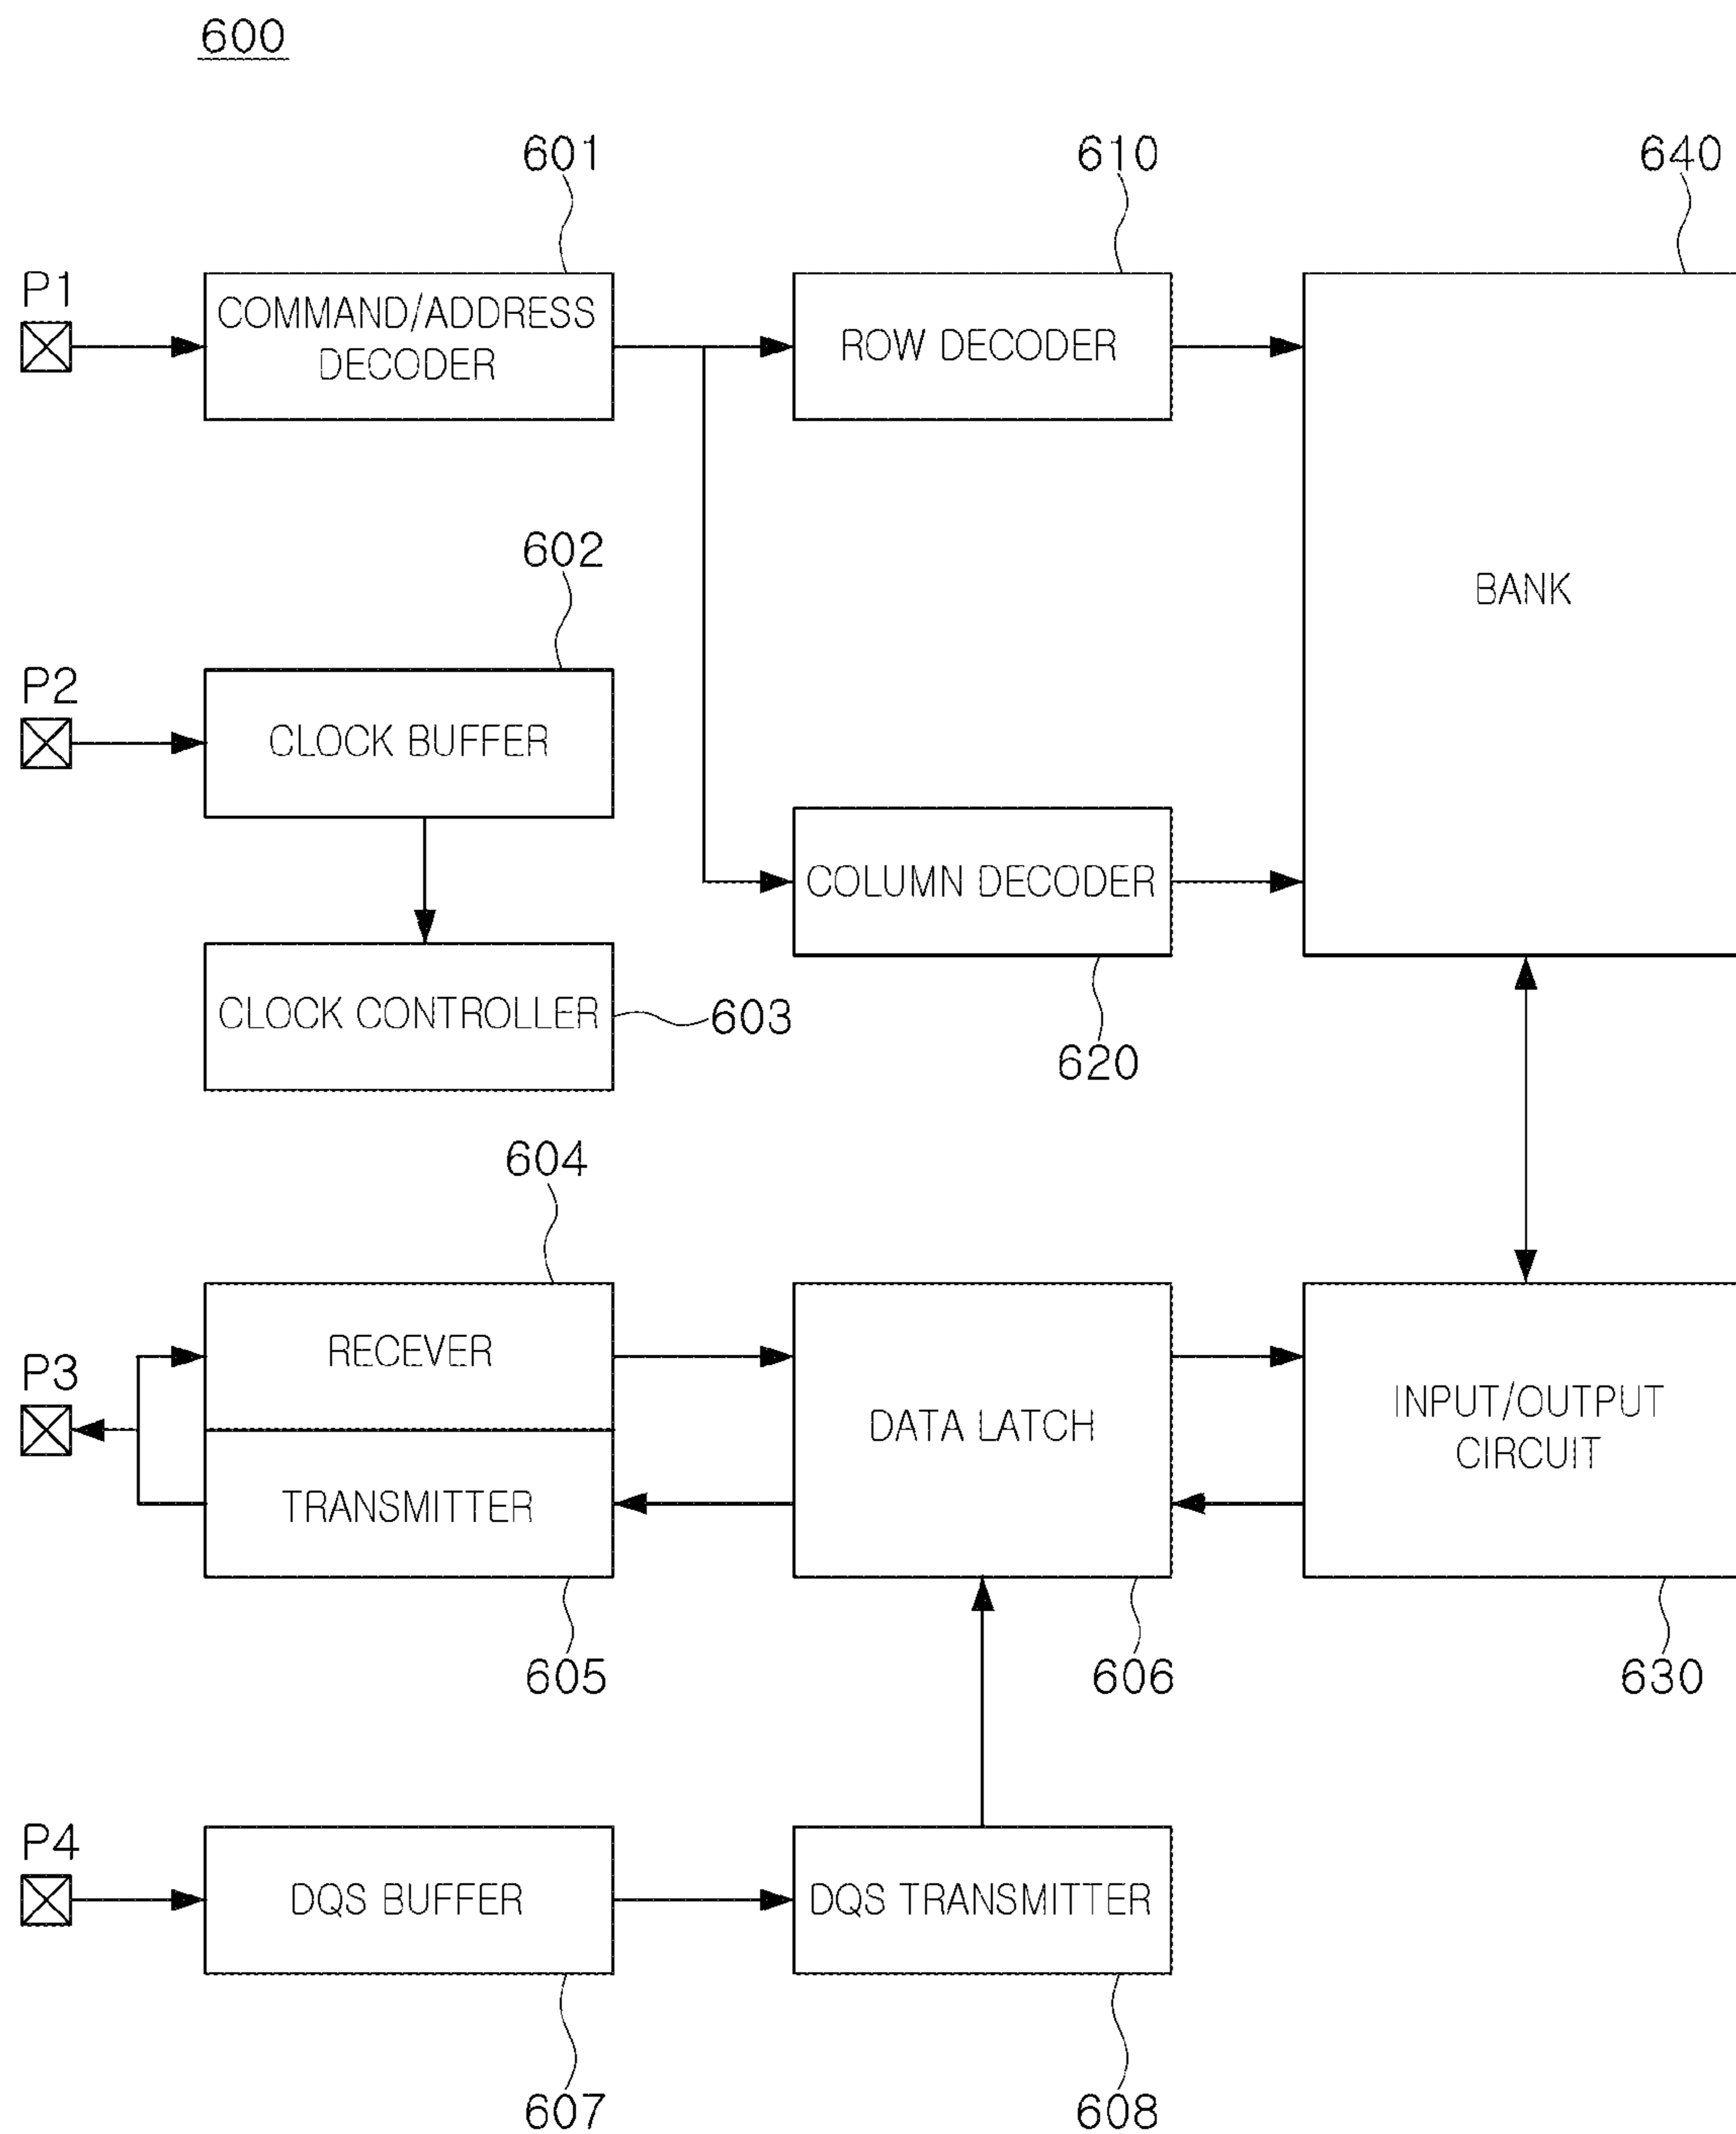 600
601
610
640
P1
COMMAND/ADDRESS
DECODER
ROW DECODER
602
BANK
P2
CLOCK BUFFER
COLUMN DECODER
CLOCK CONTROLLER
603
620
604
P3
RECEVER
DATA LATCH
INPUT/OUTPUT
CIRCUIT
TRANSMITTER
605
606
630
P4
DQS BUFFER
DQS TRANSMITTER
607
608